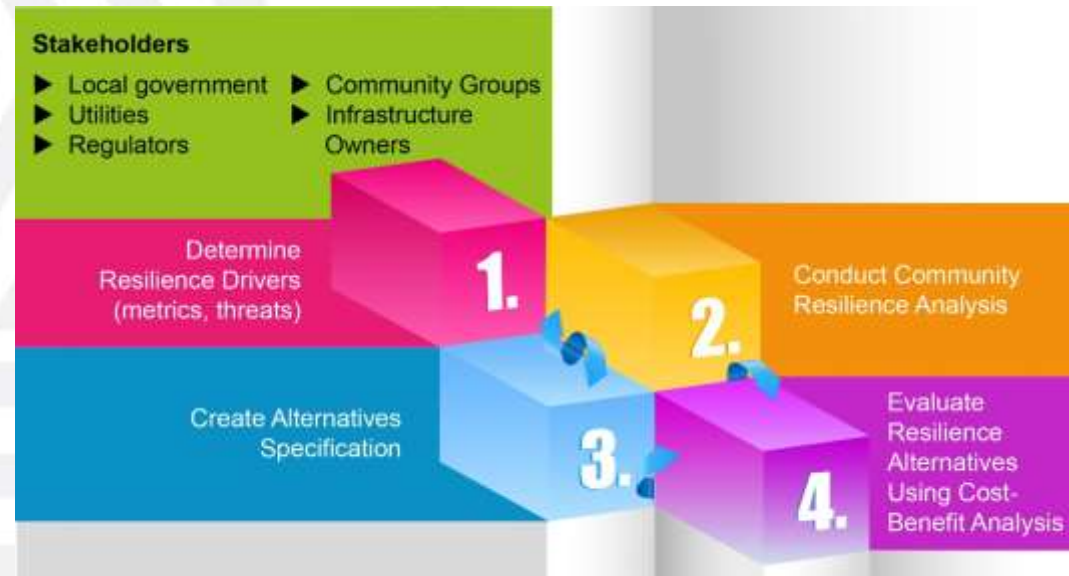 Stakeholders
▶ Local government
▶ Utilities
▶ Regulators
▶ Community Groups
▶ Infrastructure
Owners
1.
Determine
Resilience Drivers
(metrics, threats)
2.
Conduct Community
Resilience Analysis
3.
Create Alternatives
Specification
4.
Evaluate
Resilience
Alternatives
Using Cost-
Benefit Analysis